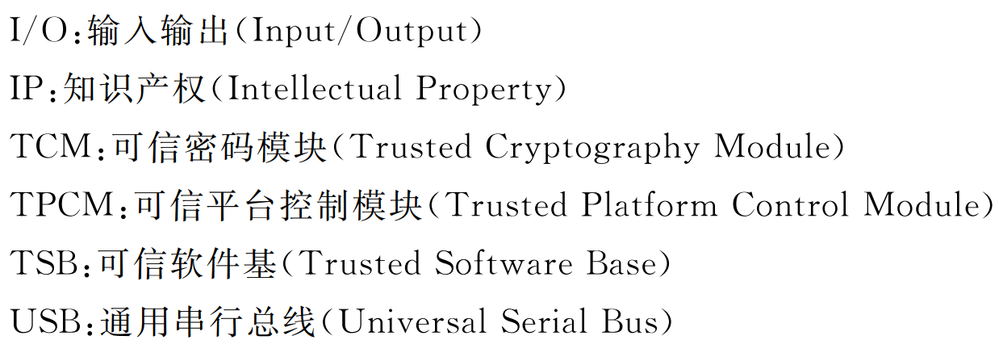 I/O:输入输出(Input/Output)
IP:知识产权(Intellectual Property)
TCM:可信密码模块(Trusted Cryptography Module)
TPCM:可信平台控制模块(Trusted Platform Control Module)
TSB:可信软件基(Trusted Software Base)
USB:通用串行总线(Universal Serial Bus)